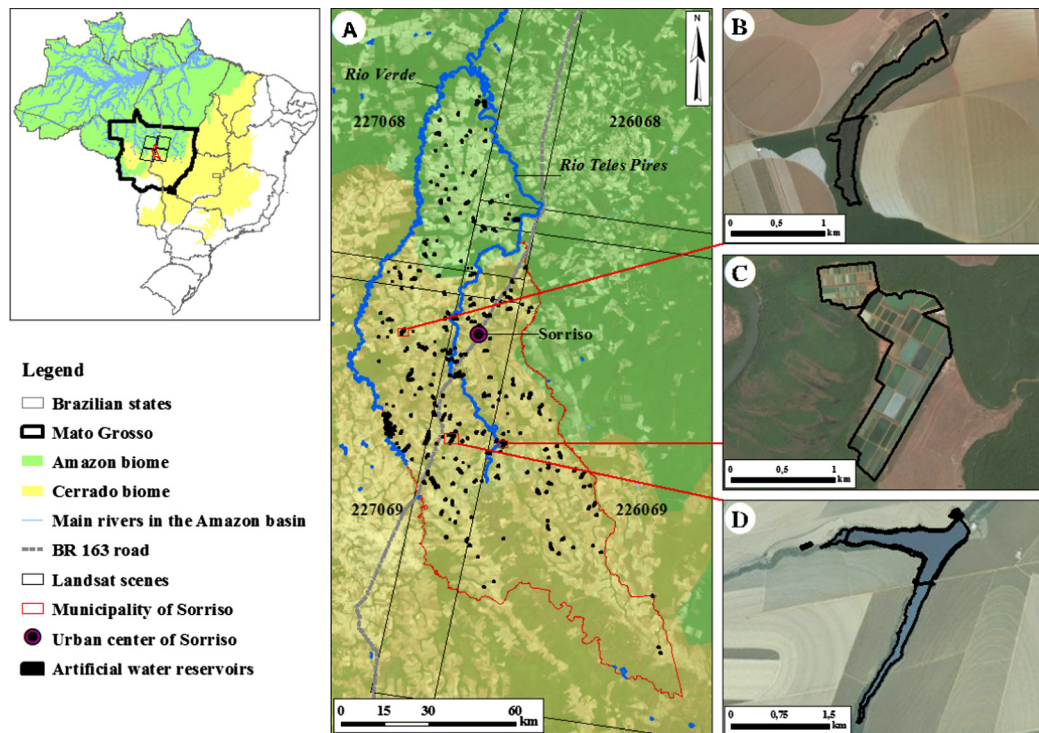 Legend
Brazilian states
Mato Grosso
Amazon biome
Cerrado biome
Main rivers in the Amazon basin
BR 163 road
Landsat scenes
Municipality of Sorriso
Urban center of Sorriso
Artificial water reservoirs
A
N
Rio Verde
227068
226068
Rio Teles Pires
Sorriso
227069
226069
0 15 30 60
km
B
0 0,5 1
km
C
0 0,5 1
km
D
0 0,75 1,5
km